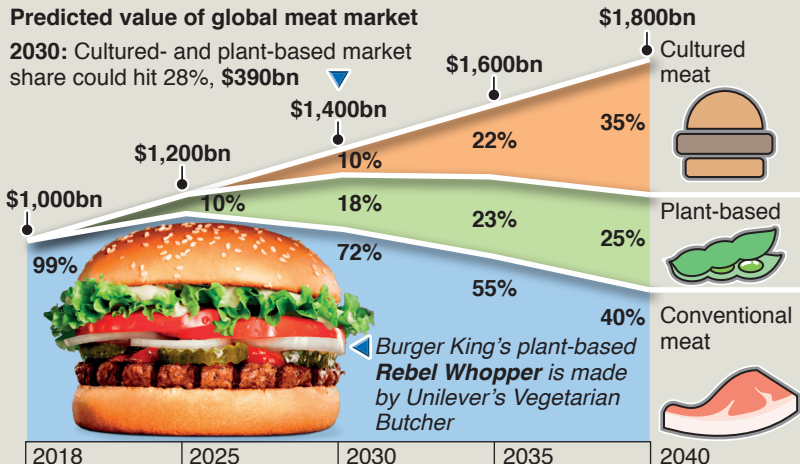 Predicted value of global meat market
2030: Cultured- and plant-based market
share could hit 28%, $390bn
$1,000bn
$1,200bn
$1,400bn
$1,600bn
$1,800bn
Cultured
meat
10%
22%
35%
Plant-based
10%
18%
23%
25%
99%
72%
55%
40%
Conventional
meat
Burger King's plant-based
Rebel Whopper is made
by Unilever's Vegetarian
Butcher
2018
2025
2030
2035
2040